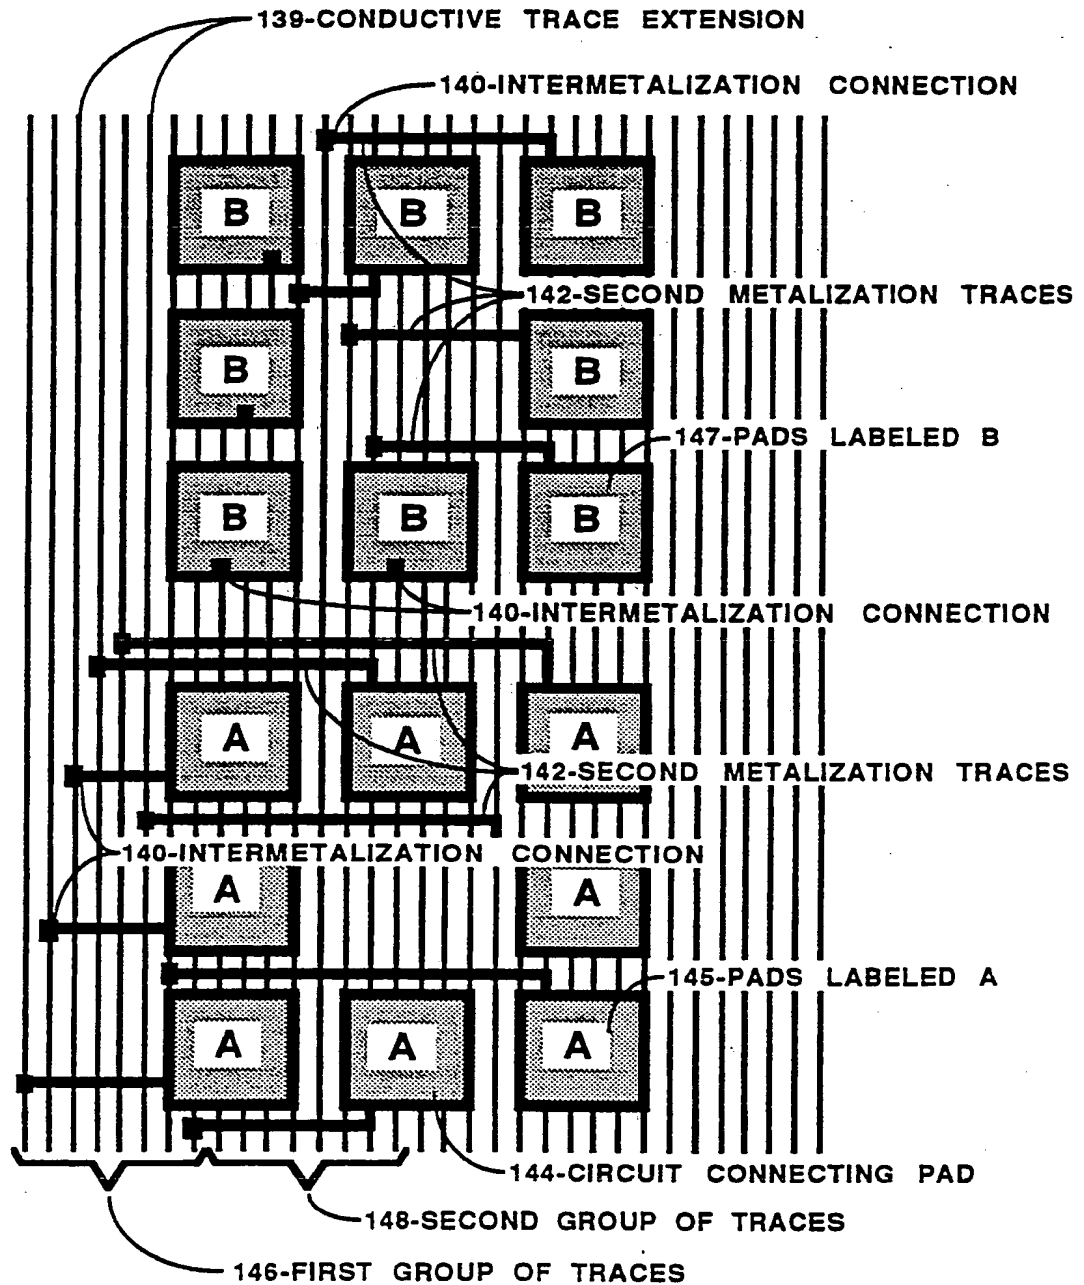 139-CONDUCTIVE TRACE EXTENSION
140-INTERMETALIZATION CONNECTION
B B B
142-SECOND METALIZATION TRACES
B B
147-PADS LABELED B
B B B
140-INTERMETALIZATION CONNECTION
A A A
142-SECOND METALIZATION TRACES
140-INTERMETALIZATION CONNECTION
A A
145-PADS LABELED A
A A A
144-CIRCUIT CONNECTING PAD
148-SECOND GROUP OF TRACES
146-FIRST GROUP OF TRACES